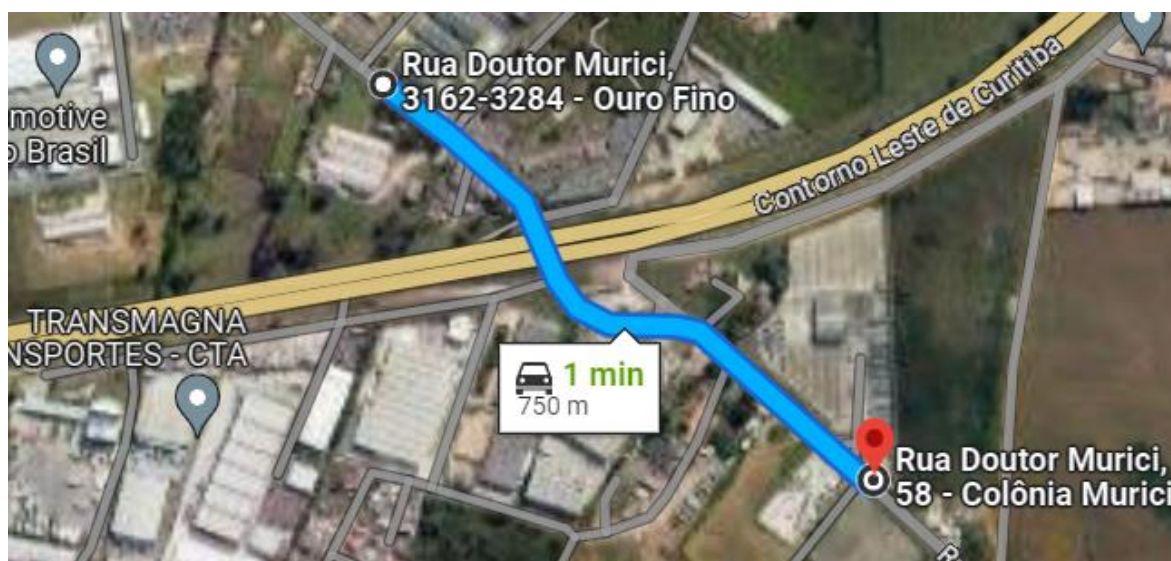 Rua Doutor Murici,
3162-3284 - Ouro Fino
motive
o Brasil
Contorno Leste de Curitiba
TRANSMAGNA
NSPORTES - CTA
1 min
750 m
Rua Doutor Murici,
58 - Colônia Murici
R